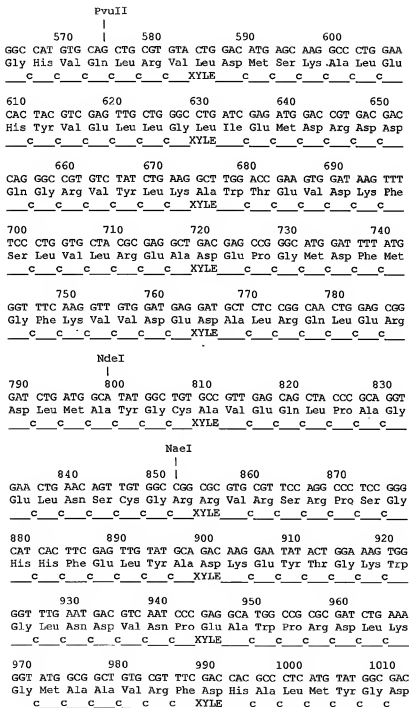 PvuII
570 580 590 600
GGC CAT GTG CAG CTG CGT GTA CTG GAC ATG AGC AAG GCC CTG GAA
Gly His Val Gln Leu Arg Val Leu Asp Met Ser Lys Ala Leu Glu
c c c c XYLE c c c c
610 620 630 640 650
CAC TAC GTC GAG TTG CTG GGC CTG ATC GAG ATG GAC CGT GAC GAC
His Tyr Val Glu Leu Leu Gly Leu Ile Glu Met Asp Arg Asp Asp
c c c c c c XYLE c c c c c c
660 670 680 690
CAG GGC CGT GTC TAT CTG AAG GCT TGG ACC GAA GTG GAT AAG TTT
Gln Gly Arg Val Tyr Leu Lys Ala Trp Thr Glu Val Asp Lys Phe
c c c c c c XYLE c c c c c c
700 710 720 730 740
TCC CTG GTG CTA CGC GAG GCT GAC GAG CCG GGC ATG GAT TTT ATG
Ser Leu Val Leu Arg Glu Ala Asp Glu Pro Gly Met Asp Phe Met
c c c c c c XYLE c c c c c c
750 760 770 780
GGT TTC AAG GTT GTG GAT GAG GAT GCT CTC CGG CAA CTG GAG CGG
Gly Phe Lys Val Val Asp Glu Asp Ala Leu Arg Gln Leu Glu Arg
c c c c c c XYLE c c c c c c
NdeI
790 800 810 820 830
GAT CTG ATG GCA TAT GGC TGT GCC GTT GAG CAG CTA CCC GCA GGT
Asp Leu Met Ala Tyr Gly Cys Ala Val Glu Gln Leu Pro Ala Gly
c c c c c c XYLE c c c c c c
NaeI
840 850 860 870
GAA CTG AAC AGT TGT GGC CGG CGC GTG CGT TTC CAG GCC CTC CGG
Glu Leu Asn Ser Cys Gly Arg Arg Val Arg Ser Arg Pro Ser Gly
c c c c c c XYLE c c c c c c
880 890 900 910 920
CAT CAC TTC GAG TTG TAT GCA GAC AAG GAA TAT ACT GGA AAG TGG
His His Phe Glu Leu Tyr Ala Asp Lys Glu Tyr Thr Gly Lys Trp
c c c c c c XYLE c c c c c c
930 940 950 960
GGT TTG AAT GAC GTC AAT CCC GAG GCA TGG CCG CGC GAT CTG AAA
Gly Leu Asn Asp Val Asn Pro Glu Ala Trp Pro Arg Asp Leu Lys
c c c c c c XYLE c c c c c c
970 980 990 1000 1010
GGT ATG GCG GCT GTG CGT TTC GAC CAC GCC CTC ATG TAT GGC GAC
Gly Met Ala Ala Val Arg Phe Asp His Ala Leu Met Tyr Gly Asp
c c c c c c XYLE c c c c c c